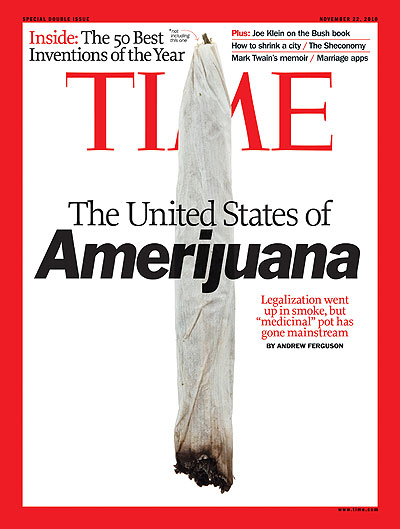 SPECIAL DOUBLE ISSUE
NOVEMBER 22, 2010
Inside: The 50 Best
Inventions of the Year
*not
including
this one
Plus: Joe Klein on the Bush book
How to shrink a city / The Sheconomy
Mark Twain's memoir / Marriage apps
TIME
The United States of
Amerijuana
Legalization went
up in smoke, but
“medicinal” pot has
gone mainstream
BY ANDREW FERGUSON
www.time.com